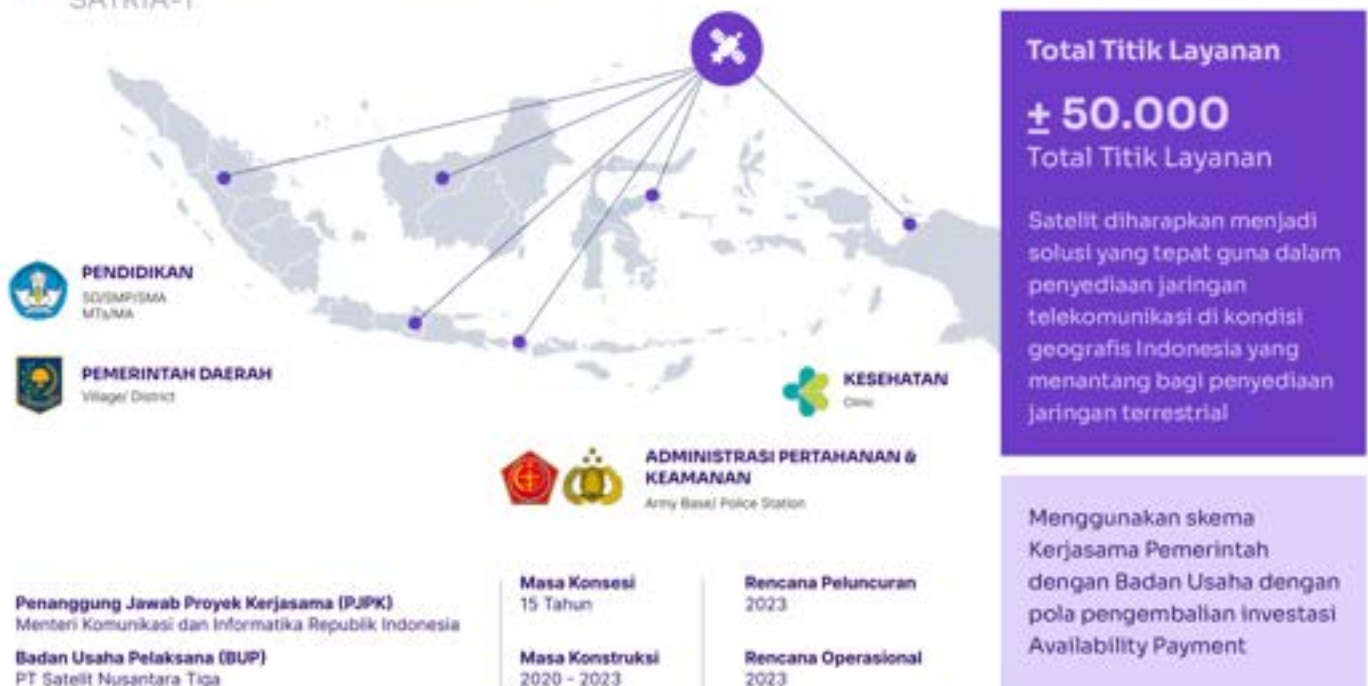 SATRIA-1
Total Titik Layanan
± 50.000
Total Titik Layanan
Satelit diharapkan menjadi
solusi yang tepat guna dalam
penyediaan jaringan
telekomunikasi di kondisi
geografis Indonesia yang
menantang bagi penyediaan
jaringan terrestrial
PENDIDIKAN
SD/SMP/SMA
MTs/MA
PEMERINTAH DAERAH
Village/ District
KESEHATAN
Clinic
ADMINISTRASI PERTAHANAN &
KEAMANAN
Army Base/ Police Station
Menggunakan skema
Kerjasama Pemerintah
dengan Badan Usaha dengan
pola pengembalian investasi
Availability Payment
Penanggung Jawab Proyek Kerjasama (PJPK)
Menteri Komunikasi dan Informatika Republik Indonesia
Badan Usaha Pelaksana (BUP)
PT Satelit Nusantara Tiga
Masa Konsesi
15 Tahun
Masa Konstruksi
2020 - 2023
Rencana Peluncuran
2023
Rencana Operasional
2023